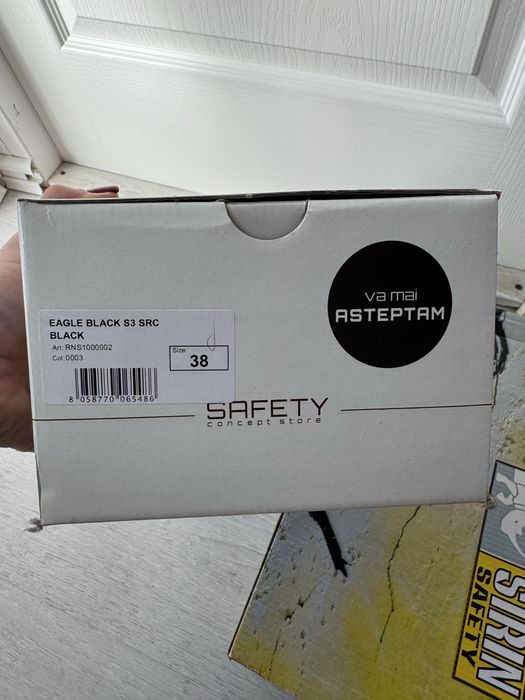 va mai
ASTEPTAM
EAGLE BLACK S3 SRC
BLACK
Art: RNS1000002
Col: 0003
Size:
38
8 058770 065486
SAFETY
concept store
SIRIN
SAFETY